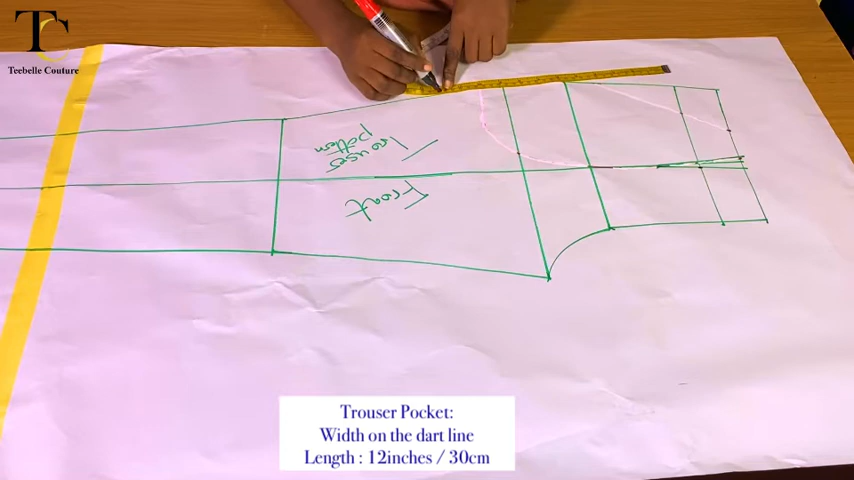 TC
Teebelle Couture
Trouser pattern
Front
Trouser Pocket:
Width on the dart line
Length : 12inches / 30cm